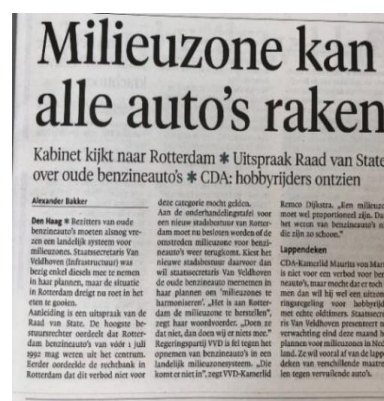 Milieuzone kan
alle auto's raken
Kabinet kijkt naar Rotterdam ✱ Uitspraak Raad van State
over oude benzineauto's ✱ CDA: hobbyrijders ontzien
Alexander Bakker
Den Haag ✱ Bezitters van oude
benzineauto's moeten alsnog vre-
zen een landelijk systeem voor
milieuzones. Staatssecretaris Van
Veldhoven (Infrastructuur) was
bezig enkel diesels mee te nemen
in haar plannen, maar de situatie
in Rotterdam dreigt nu roet in het
eten te gooien.
Aanleiding is een uitspraak van de
Raad van State. De hoogste be-
stuursrechter oordeelt dat Rotter-
dam benzineauto's van vóór 1 juli
1992 mag weren uit het centrum.
Eerder oordeelde de rechtbank in
Rotterdam dat dit verbod niet voor
deze categorie mocht gelden.
Aan de onderhandelingstafel voor
een nieuw stadsbestuur van Rotter-
dam moet nu besloten worden of de
omstreden milieuzone voor benzi-
neauto's weer terugkeert. Kiest het
nieuwe stadsbestuur daarvoor dan
wil staatssecretaris Van Veldhoven
de oude benzineauto meenemen in
haar plannen om 'milieuzones te
harmoniseren'. „Het is aan Rotter-
dam de milieuzone te herstellen",
zegt haar woordvoerder. „Doen ze
dat niet, dan doen wij er niets mee."
Regeringspartij VVD is fel tegen het
opnemen van benzineauto's in een
landelijk milieuzonesysteem. „Die
komt er niet in", zegt VVD-Kamerlid
Remco Dijkstra. „Een milieuzo
moet wel proportioneel zijn. Da
het weren van benzineauto's n
die zijn zo schoon."
Lappendeken
CDA-Kamerlid Maurits von Mar
is niet voor een verbod voor ben
neauto's, maar mocht dat er toch
men dan wil hij wel een uitzon
ringsregeling voor hobbyrijd
met echte oldtimers. Staatssecr
ris Van Veldhoven presenteert n
verwachting eind deze maand h
plannen voor milieuzones in Ned
land. Ze wil vooral af van de lapp
deken van verschillende maatre
len tegen vervuilende auto's.